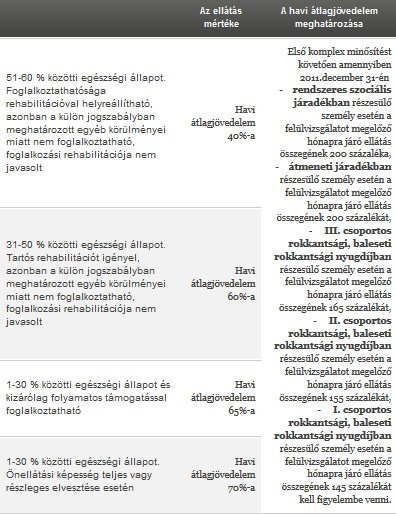 Az ellátás
mértéke
A havi átlagjövedelem
meghatározása
51-60 % közötti egészségi állapot.
Foglalkoztathatósága
rehabilitációval helyreállítható,
azonban a külön jogszabályban
meghatározott egyéb körülményei
miatt nem foglalkoztatható,
foglalkozási rehabilitációja nem
javasolt
Havi
átlagjövedelem
40%-a
31-50 % közötti egészségi állapot.
Tartós rehabilitációt igényel,
azonban a külön jogszabályban
meghatározott egyéb körülményei
miatt nem foglalkoztatható,
foglalkozási rehabilitációja nem
javasolt
Havi
átlagjövedelem
60%-a
1-30 % közötti egészségi állapot és
kizárólag folyamatos támogatással
foglalkoztatható
Havi
átlagjövedelem
65%-a
1-30 % közötti egészségi állapot.
Önellátási képesség teljes vagy
részleges elvesztése esetén
Havi
átlagjövedelem
70%-a
Első komplex minősítést
követően amennyiben
2011.december 31-én
- rendszeres szociális
járadékban részesülő
személy esetén a
felülvizsgálatot megelőző
hónapra járó ellátás
összegének 200 százaléka,
- átmeneti járadékban
részesülő személy esetén a
felülvizsgálatot megelőző
hónapra járó ellátás
összegének 200 százalékát,
- III. csoportos
rokkantsági, baleseti
rokkantsági nyugdíjban
részesülő személy esetén a
felülvizsgálatot megelőző
hónapra járó ellátás
összegének 165 százalékát,
- II. csoportos
rokkantsági, baleseti
rokkantsági nyugdíjban
részesülő személy esetén a
felülvizsgálatot megelőző
hónapra járó ellátás
összegének 155 százalékát,
- I. csoportos
rokkantsági, baleseti
rokkantsági nyugdíjban
részesülő személy esetén a
felülvizsgálatot megelőző
hónapra járó ellátás
összegének 145 százalékát
kell figyelembe venni.